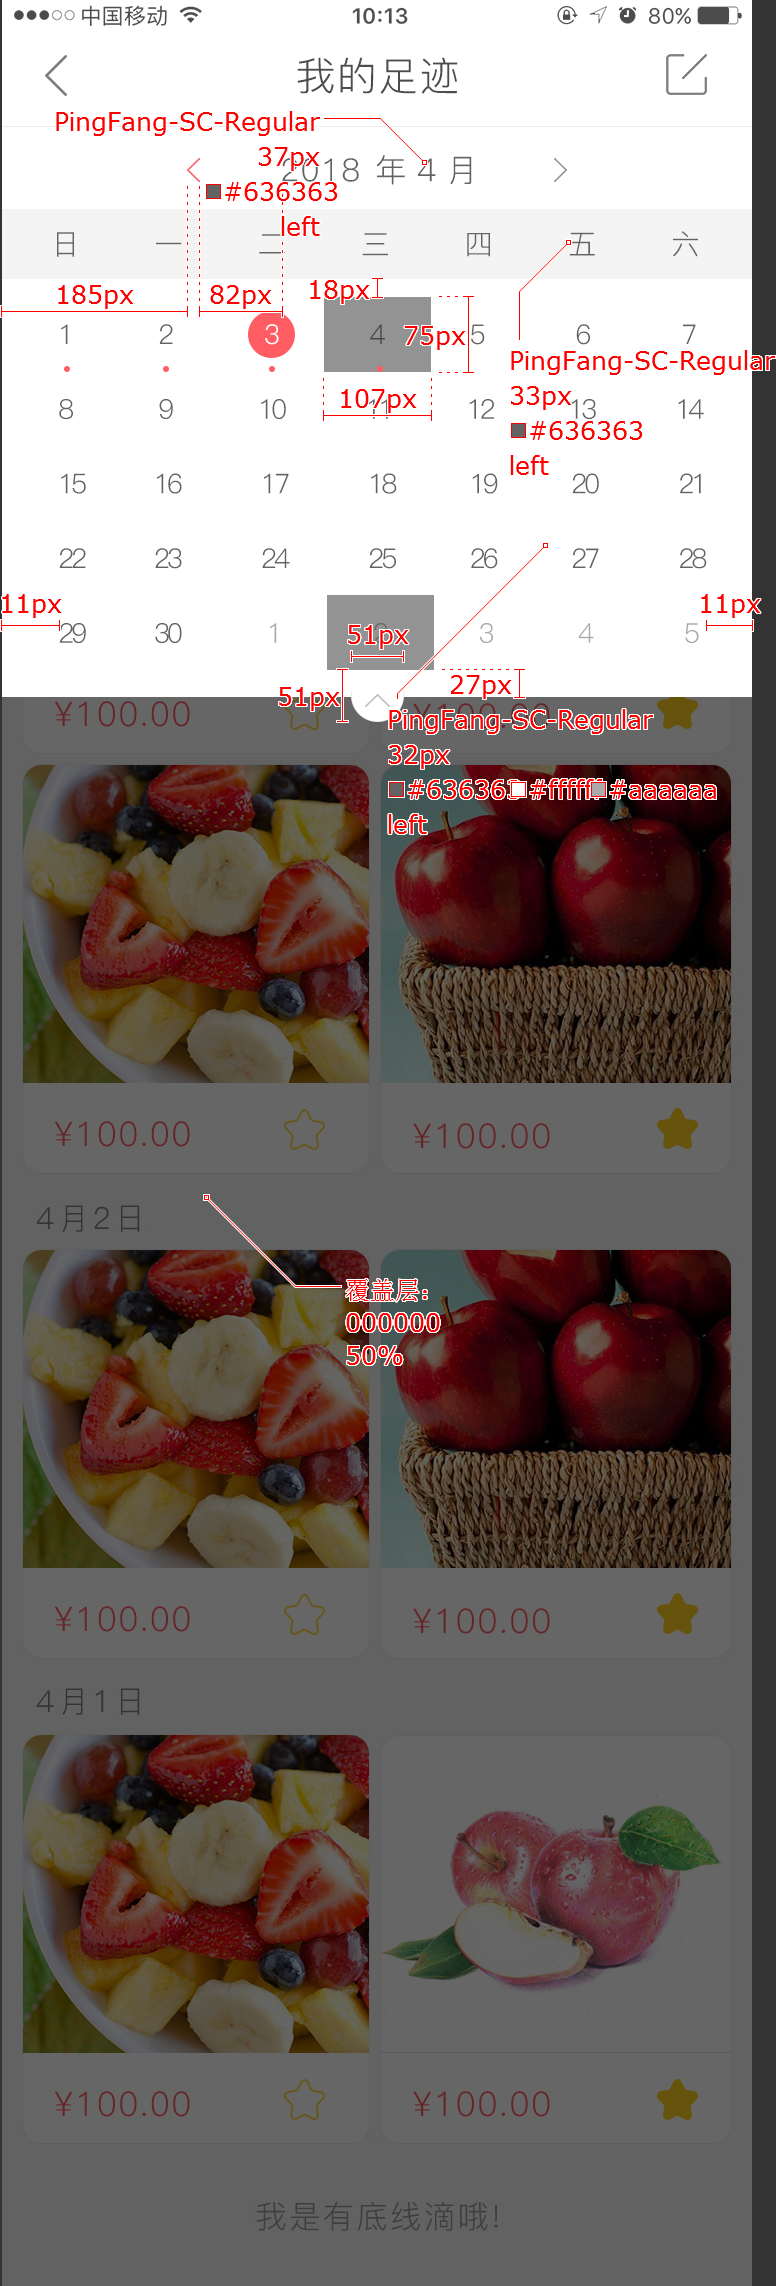 中国移动 10:13 80%
我的足迹
PingFang-SC-Regular
37px
#636363
left
2018 年 4 月
日 一 二 三 四 五 六
185px 82px 18px
75px
107px
PingFang-SC-Regular
33px
#636363
left
1 2 3 4 5 6 7
8 9 10 11 12 13 14
15 16 17 18 19 20 21
22 23 24 25 26 27 28
11px 11px
29 30 1 3 4 5
51px
51px 27px
PingFang-SC-Regular
32px
#636363 #ffffff #aaaaaa
left
¥100.00
¥100.00 ¥100.00
4月2日
覆盖层:
000000
50%
¥100.00 ¥100.00
4月1日
¥100.00 ¥100.00
我是有底线滴哦!